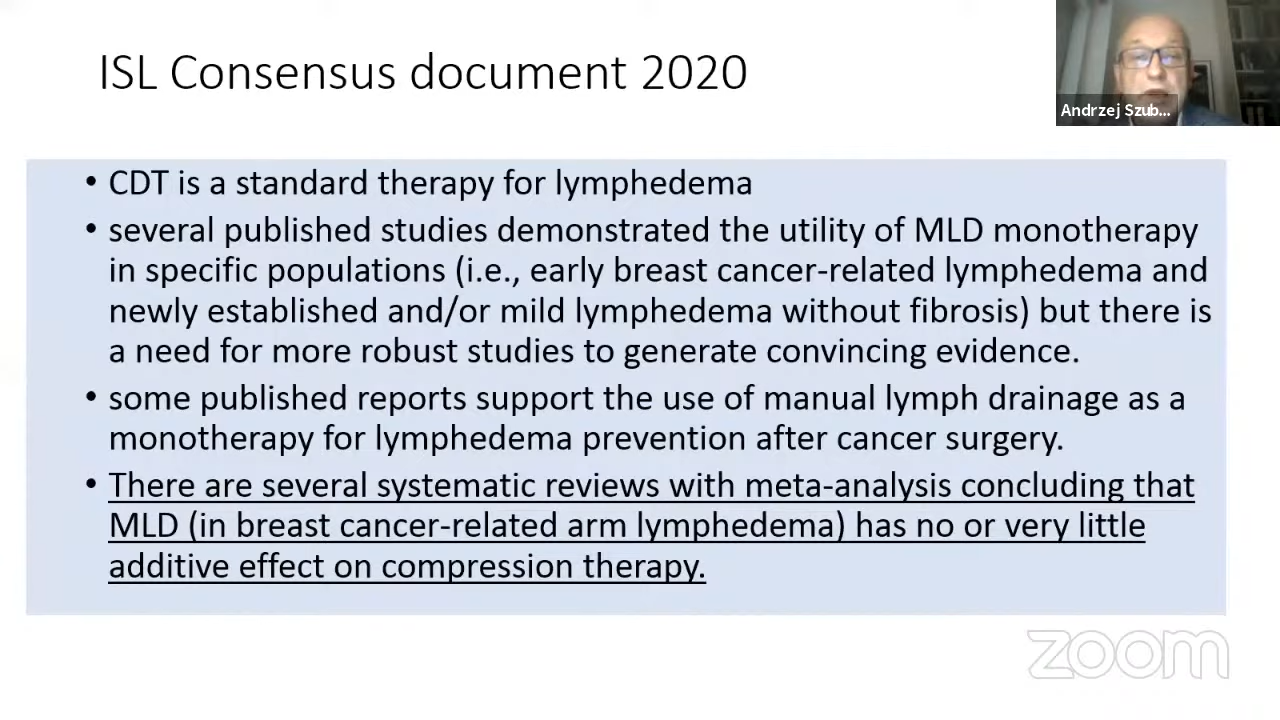 ISL Consensus document 2020
Andrzej Szub...
• CDT is a standard therapy for lymphedema
• several published studies demonstrated the utility of MLD monotherapy
in specific populations (i.e., early breast cancer-related lymphedema and
newly established and/or mild lymphedema without fibrosis) but there is
a need for more robust studies to generate convincing evidence.
• some published reports support the use of manual lymph drainage as a
monotherapy for lymphedema prevention after cancer surgery.
• There are several systematic reviews with meta-analysis concluding that
MLD (in breast cancer-related arm lymphedema) has no or very little
additive effect on compression therapy.
zoom